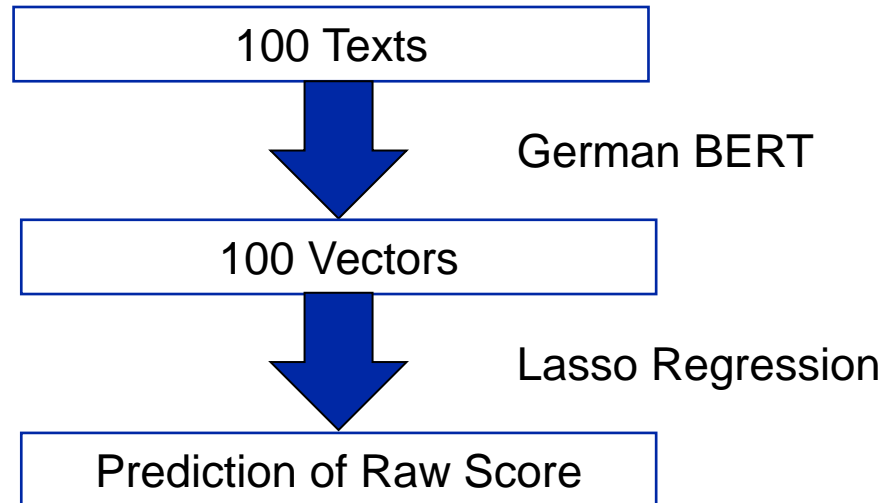 100 Texts
German BERT
100 Vectors
Lasso Regression
Prediction of Raw Score